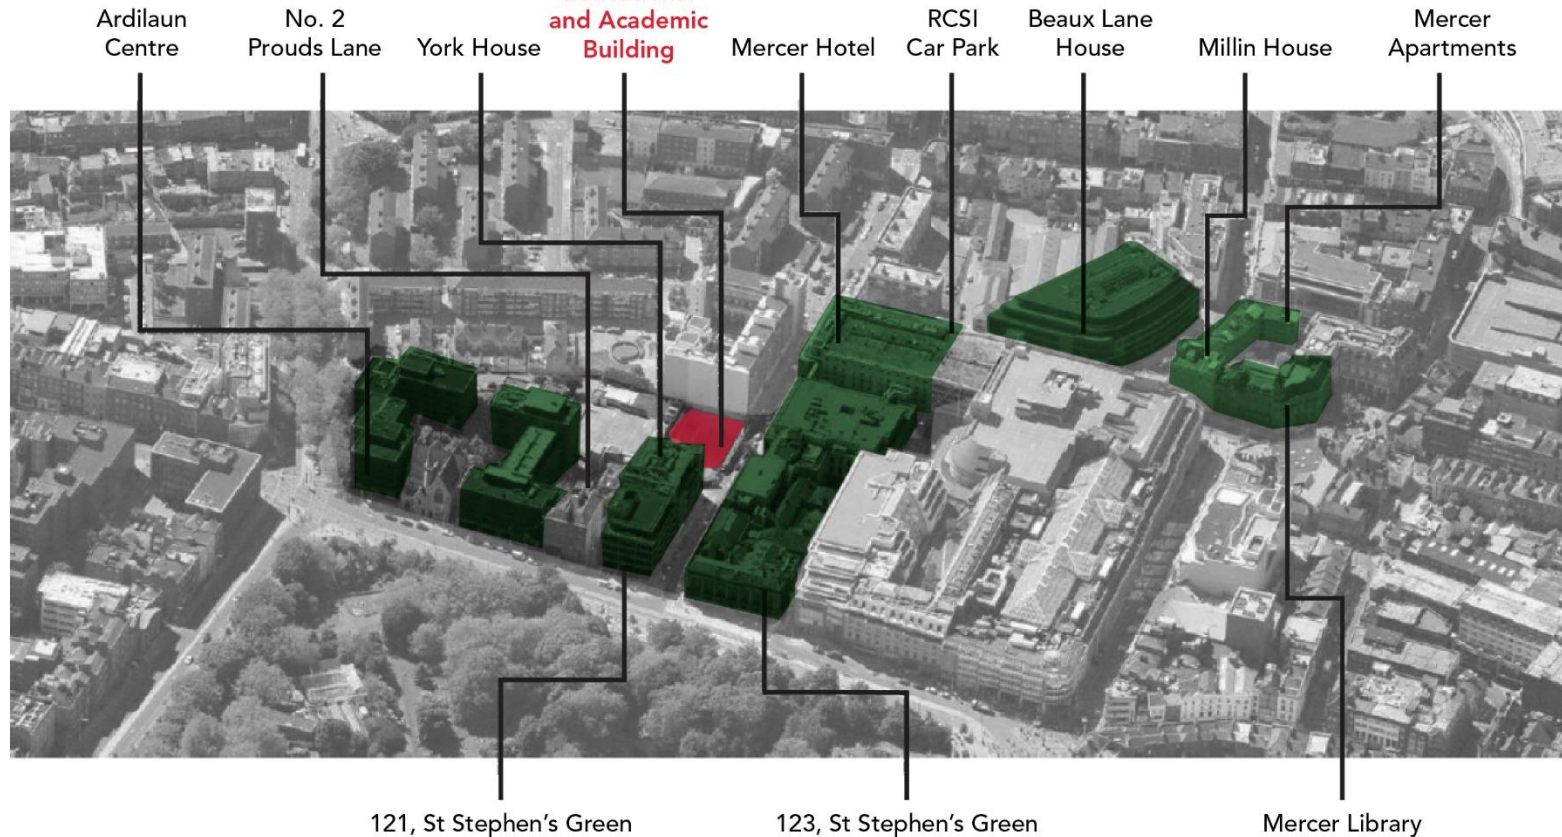 Ardilaun
Centre
No. 2
Prouds Lane
York House
and Academic
Building
Mercer Hotel
RCSI
Car Park
Beaux Lane
House
Millin House
Mercer
Apartments
121, St Stephen’s Green
123, St Stephen’s Green
Mercer Library